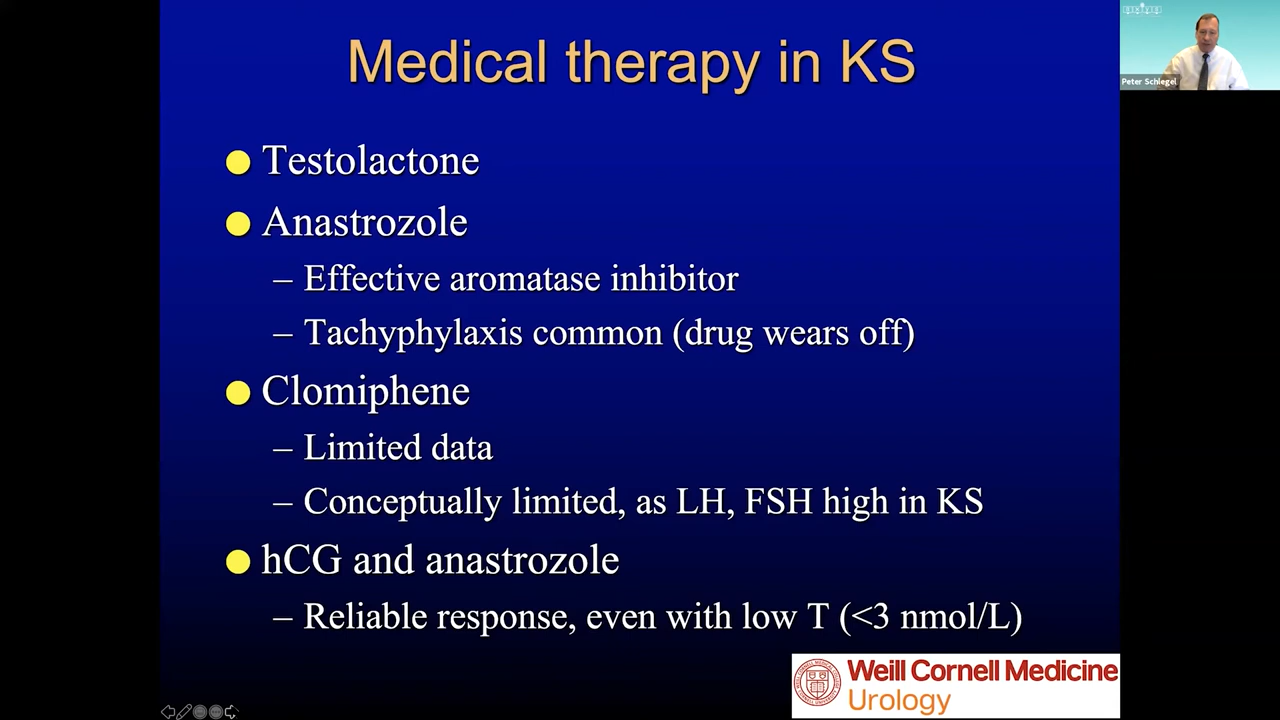 Medical therapy in KS
Testolactone
Anastrozole
– Effective aromatase inhibitor
– Tachyphylaxis common (drug wears off)
Clomiphene
– Limited data
– Conceptually limited, as LH, FSH high in KS
hCG and anastrozole
– Reliable response, even with low T (<3 nmol/L)
Weill Cornell Medicine
Urology
Peter Schlegel